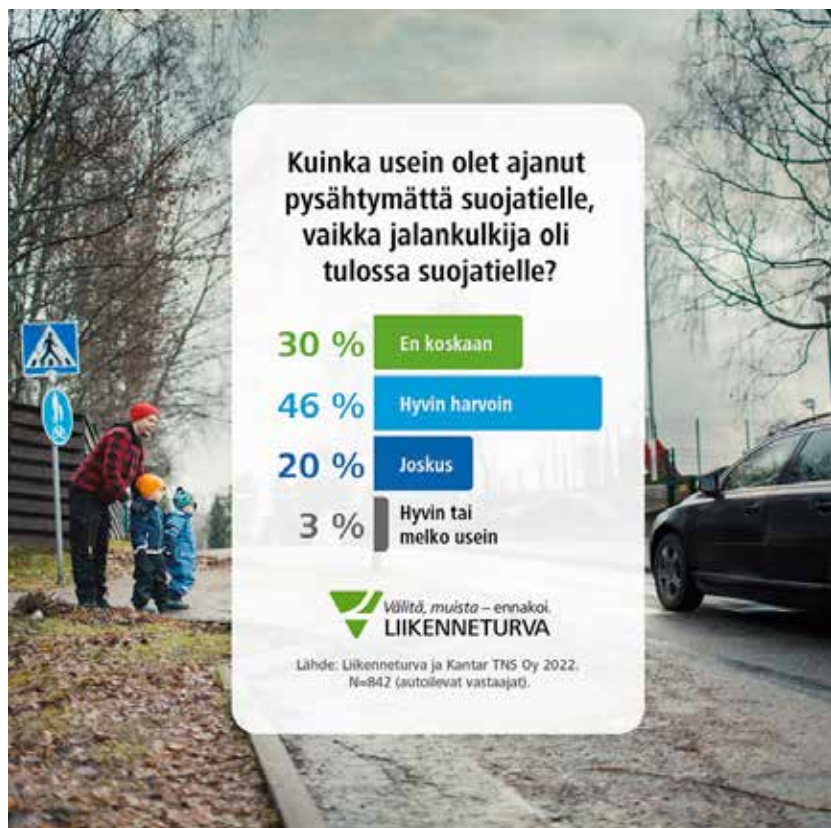 Kuinka usein olet ajanut
pysähtymättä suojatielle,
vaikka jalankulkija oli
tulossa suojatielle?
30 % En koskaan
46 % Hyvin harvoin
20 % Joskus
3 % Hyvin tai
melko usein
Välitä, muista – ennakoi.
LIIKENNETURVA
Lähde: Liikenneturva ja Kantar TNS Oy 2022.
N=842 (autoilevat vastaajat).